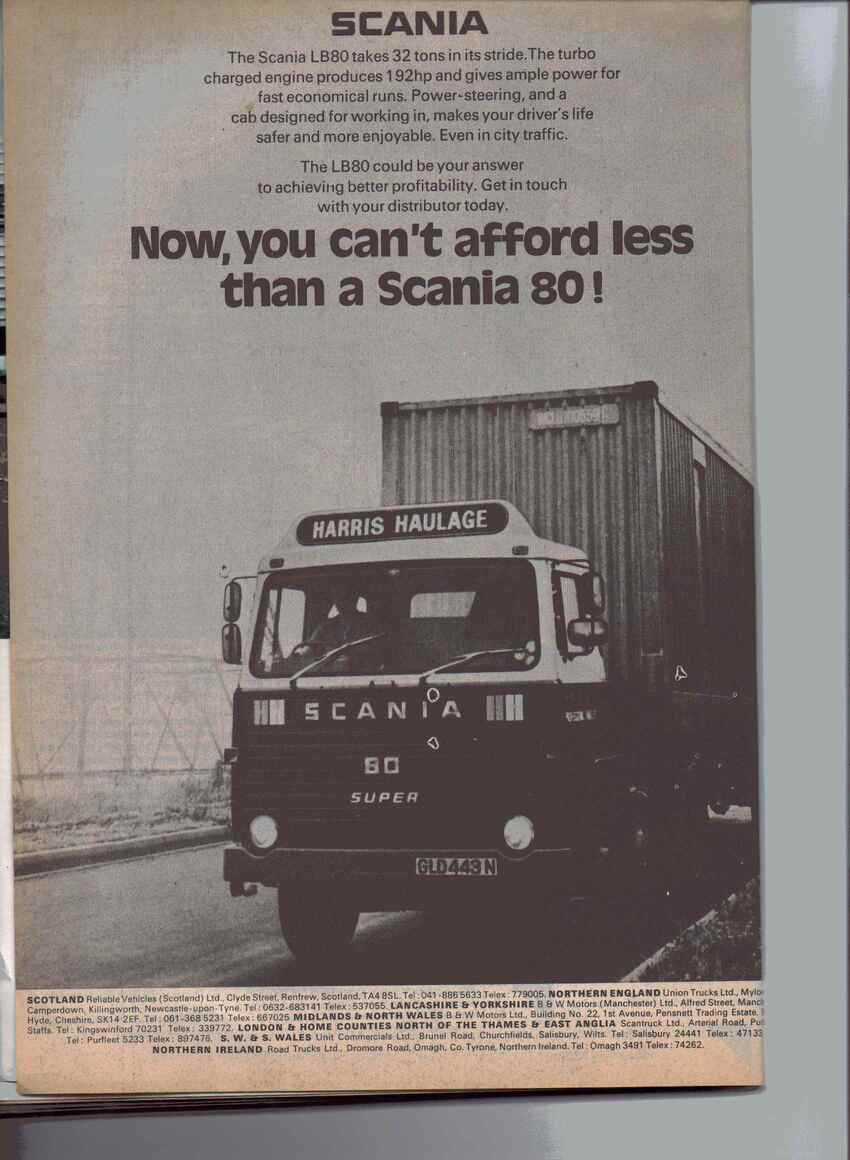 SCANIA
The Scania LB80 takes 32 tons in its stride. The turbo
charged engine produces 192hp and gives ample power for
fast economical runs. Power-steering, and a
cab designed for working in, makes your driver's life
safer and more enjoyable. Even in city traffic.
The LB80 could be your answer
to achieving better profitability. Get in touch
with your distributor today.
Now, you can't afford less
than a Scania 80!
HARRIS HAULAGE
SCANIA
80
SUPER
GLD443N
SCOTLAND Reliable Vehicles (Scotland) Ltd., Clyde Street, Renfrew, Scotland, TA4 8SL. Tel: 041-886 5633 Telex: 779005. NORTHERN ENGLAND Union Trucks Ltd.,
Camperdown, Killingworth, Newcastle-upon-Tyne. Tel: 0632-683141 Telex: 537055. LANCASHIRE & YORKSHIRE B & W Motors (Manchester) Ltd., Alfred Street,
Hyde, Cheshire, SK14 2EF. Tel: 061-368 5231 Telex: 667025 MIDLANDS & NORTH WALES B & W Motors Ltd., Building No. 22, 1st Avenue, Pensnett Trading Estate,
Staffs. Tel: Kingswinford 70231 Telex: 339772. LONDON & HOME COUNTIES NORTH OF THE THAMES & EAST ANGLIA Scantruck Ltd., Arterial Road,
Tel: Purfleet 5233 Telex: 897476. S. W. & S. WALES Unit Commercials Ltd., Brunel Road, Churchfields, Salisbury, Wilts. Tel: Salisbury 24441 Telex: 47133
NORTHERN IRELAND Road Trucks Ltd., Dromore Road, Omagh, Co. Tyrone, Northern Ireland. Tel: Omagh 3491 Telex: 74262.